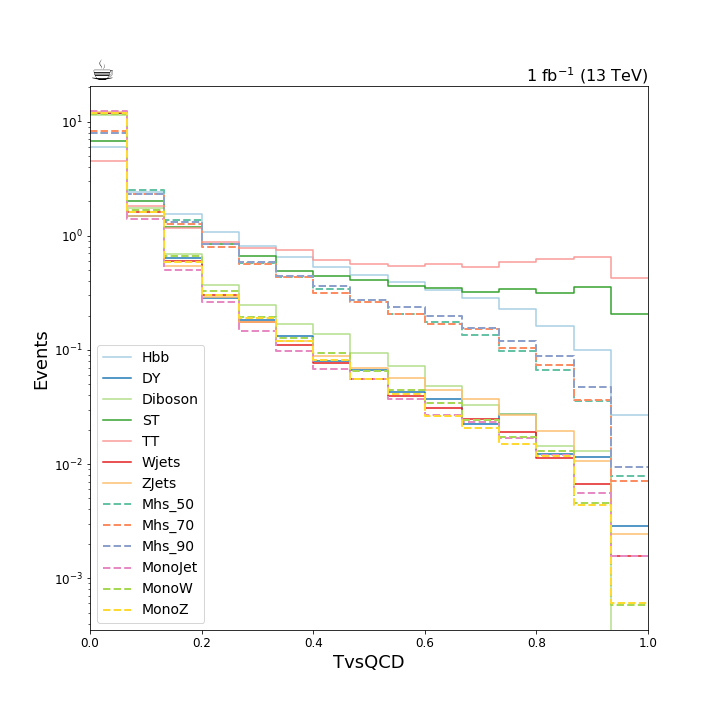 ☕ 1 fb⁻¹ (13 TeV)
Events
10¹
10⁰
10⁻¹
10⁻²
10⁻³
Hbb
DY
Diboson
ST
TT
Wjets
ZJets
Mhs_50
Mhs_70
Mhs_90
MonoJet
MonoW
MonoZ
0.0 0.2 0.4 0.6 0.8 1.0
TvsQCD